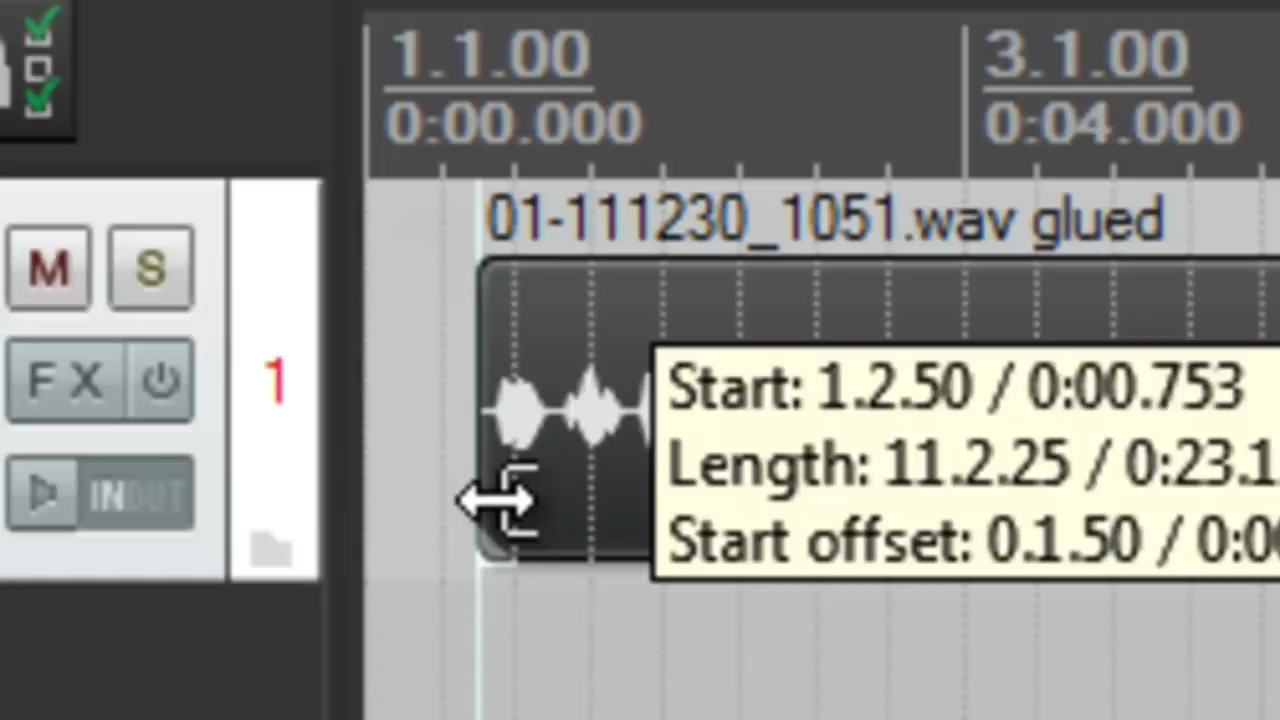 1.1.00 3.1.00
0:00.000 0:04.000
01-111230_1051.wav glued
M S
FX
1
Start: 1.2.50 / 0:00.753
Length: 11.2.25 / 0:23.1
IN OUT
Start offset: 0.1.50 / 0:00